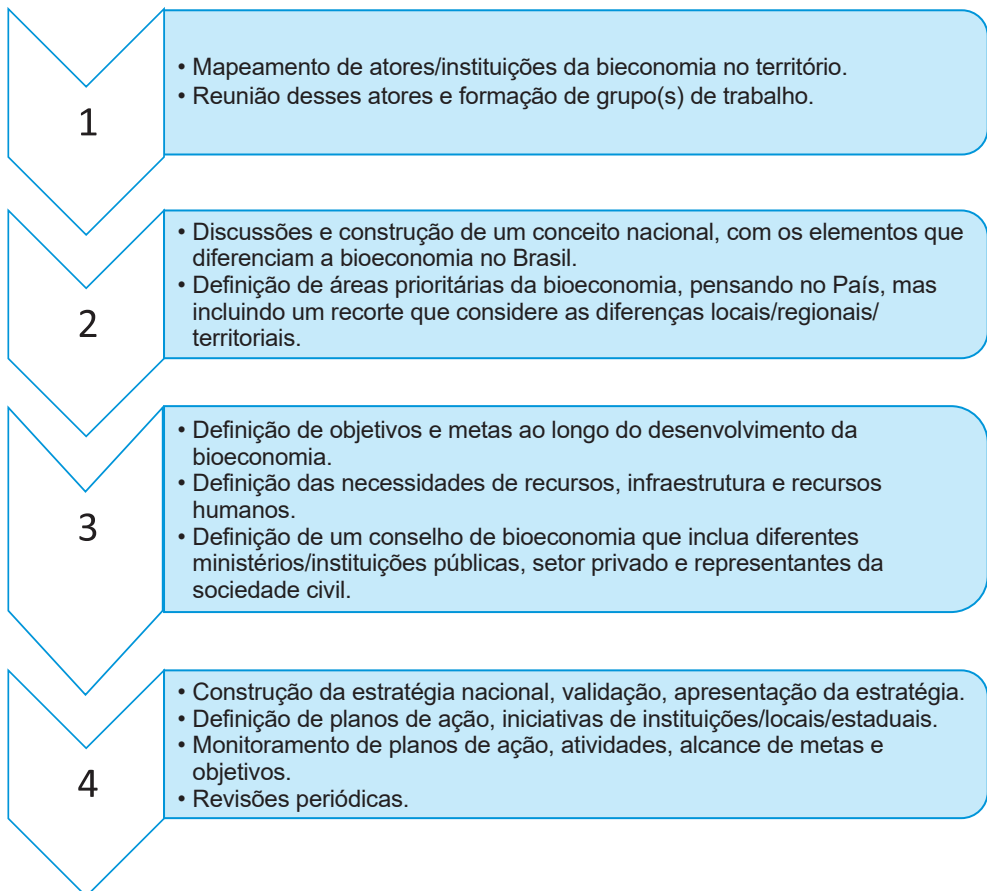 1
• Mapeamento de atores/instituições da bieconomia no território.
• Reunião desses atores e formação de grupo(s) de trabalho.
2
• Discussões e construção de um conceito nacional, com os elementos que
diferenciam a bioeconomia no Brasil.
• Definição de áreas prioritárias da bioeconomia, pensando no País, mas
incluindo um recorte que considere as diferenças locais/regionais/
territoriais.
3
• Definição de objetivos e metas ao longo do desenvolvimento da
bioeconomia.
• Definição das necessidades de recursos, infraestrutura e recursos
humanos.
• Definição de um conselho de bioeconomia que inclua diferentes
ministérios/instituições públicas, setor privado e representantes da
sociedade civil.
4
• Construção da estratégia nacional, validação, apresentação da estratégia.
• Definição de planos de ação, iniciativas de instituições/locais/estaduais.
• Monitoramento de planos de ação, atividades, alcance de metas e
objetivos.
• Revisões periódicas.